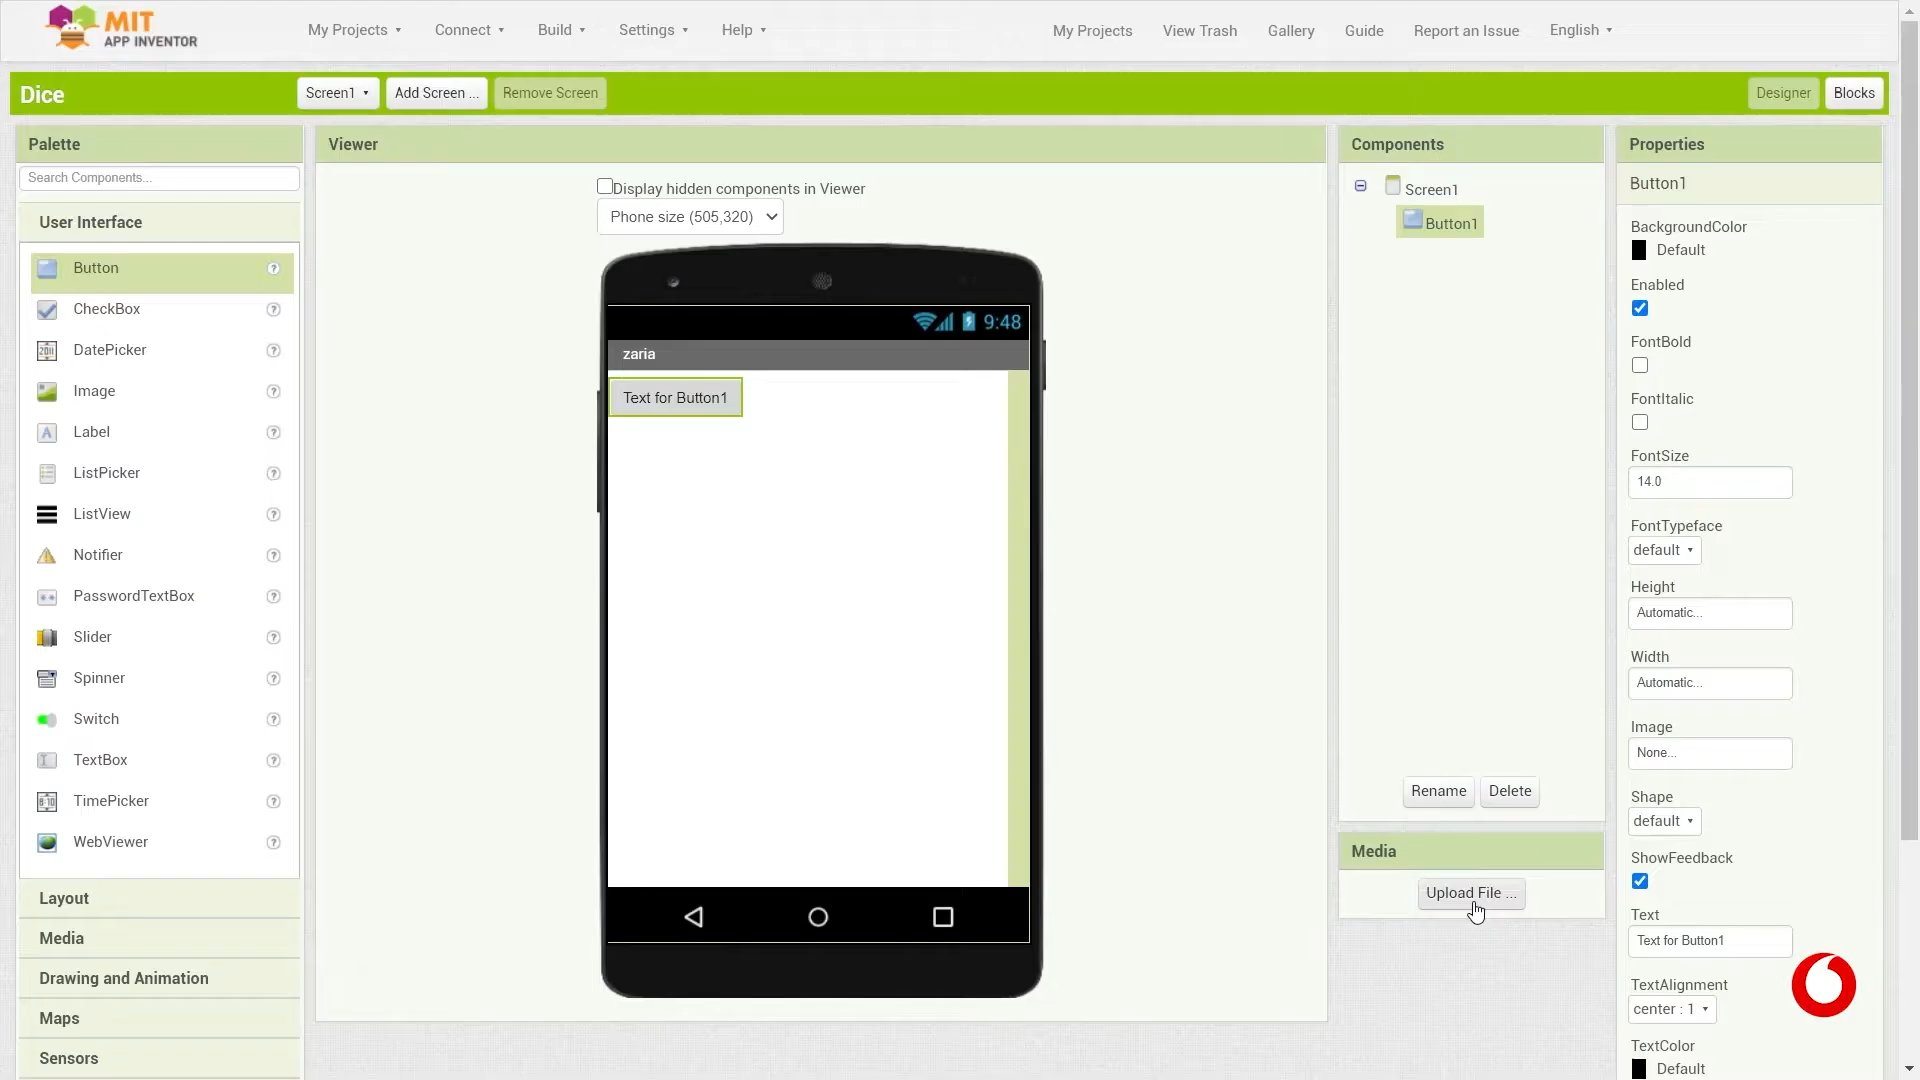 MIT
APP INVENTOR
My Projects
Connect
Build
Settings
Help
My Projects
View Trash
Gallery
Guide
Report an Issue
English
Dice
Screen1
Add Screen ...
Remove Screen
Designer
Blocks
Palette
Search Components...
User Interface
Button
CheckBox
DatePicker
Image
Label
ListPicker
ListView
Notifier
PasswordTextBox
Slider
Spinner
Switch
TextBox
TimePicker
WebViewer
Layout
Media
Drawing and Animation
Maps
Sensors
Viewer
Display hidden components in Viewer
Phone size (505,320)
9:48
zaria
Text for Button1
Components
Screen1
Button1
Rename
Delete
Media
Upload File ...
Properties
Button1
BackgroundColor
Default
Enabled
FontBold
FontItalic
FontSize
14.0
FontTypeface
default
Height
Automatic...
Width
Automatic...
Image
None...
Shape
default
ShowFeedback
Text
Text for Button1
TextAlignment
center : 1
TextColor
Default